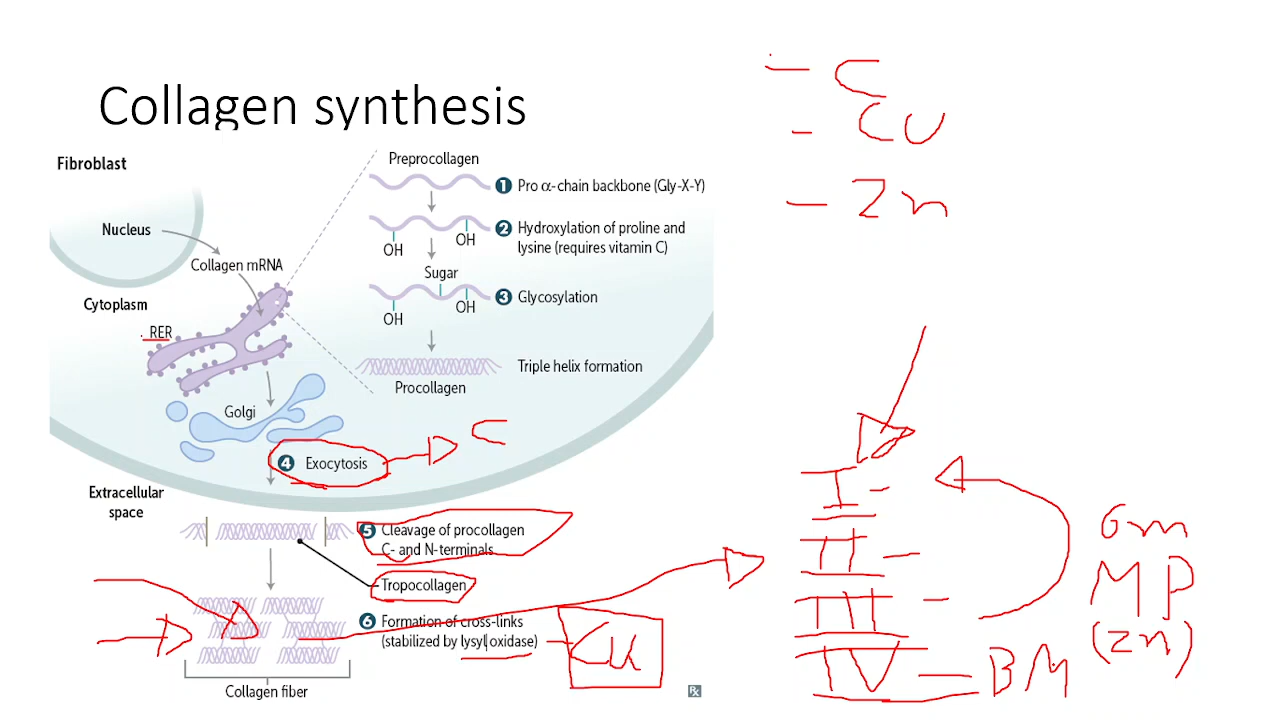 Collagen synthesis
Fibroblast
Nucleus
Collagen mRNA
Cytoplasm
RER
Golgi
Preprocollagen
1 Pro α-chain backbone (Gly-X-Y)
2 Hydroxylation of proline and
lysine (requires vitamin C)
OH
OH
Sugar
3 Glycosylation
OH
OH
Triple helix formation
Procollagen
4 Exocytosis
C
Extracellular
space
5 Cleavage of procollagen
C- and N-terminals
Tropocollagen
6 Formation of cross-links
(stabilized by lysyl oxidase)
Cu
Collagen fiber
Rx
- C
- CU
- Zn
I -
II -
III -
IV - BM
6m
MP
(Zn)